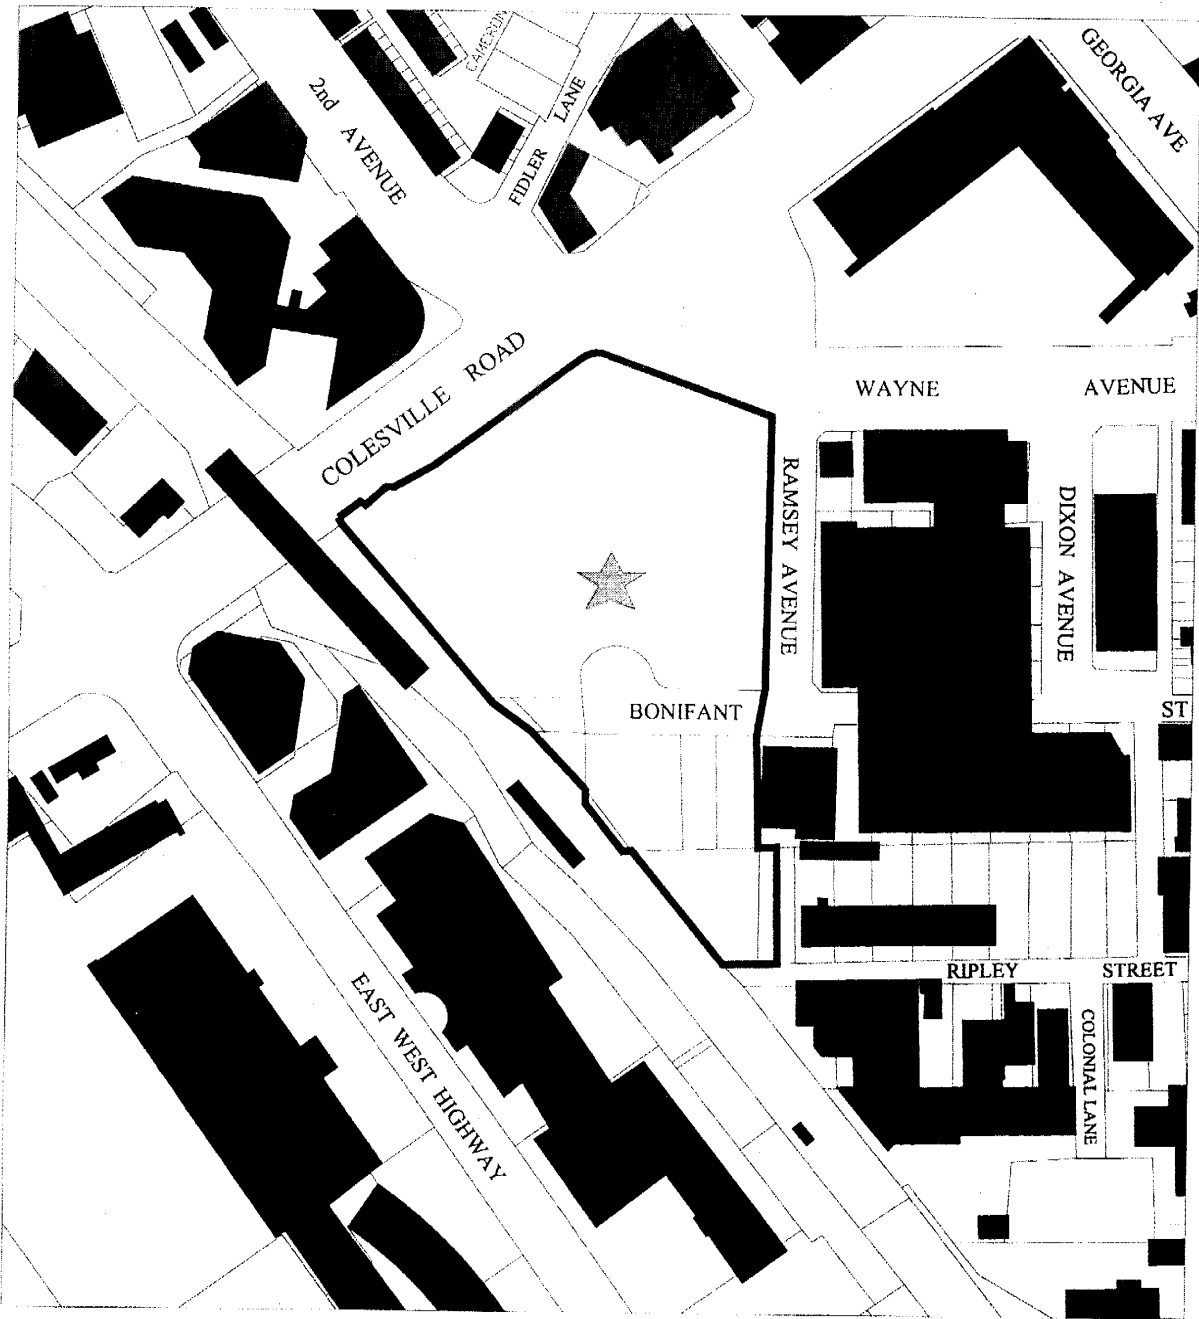 GEORGIA AVE
CAMERON
2nd AVENUE
FIDLER LANE
COLESVILLE ROAD
WAYNE AVENUE
RAMSEY AVENUE
DIXON AVENUE
BONIFANT ST
RIPLEY STREET
EAST WEST HIGHWAY
COLONIAL LANE